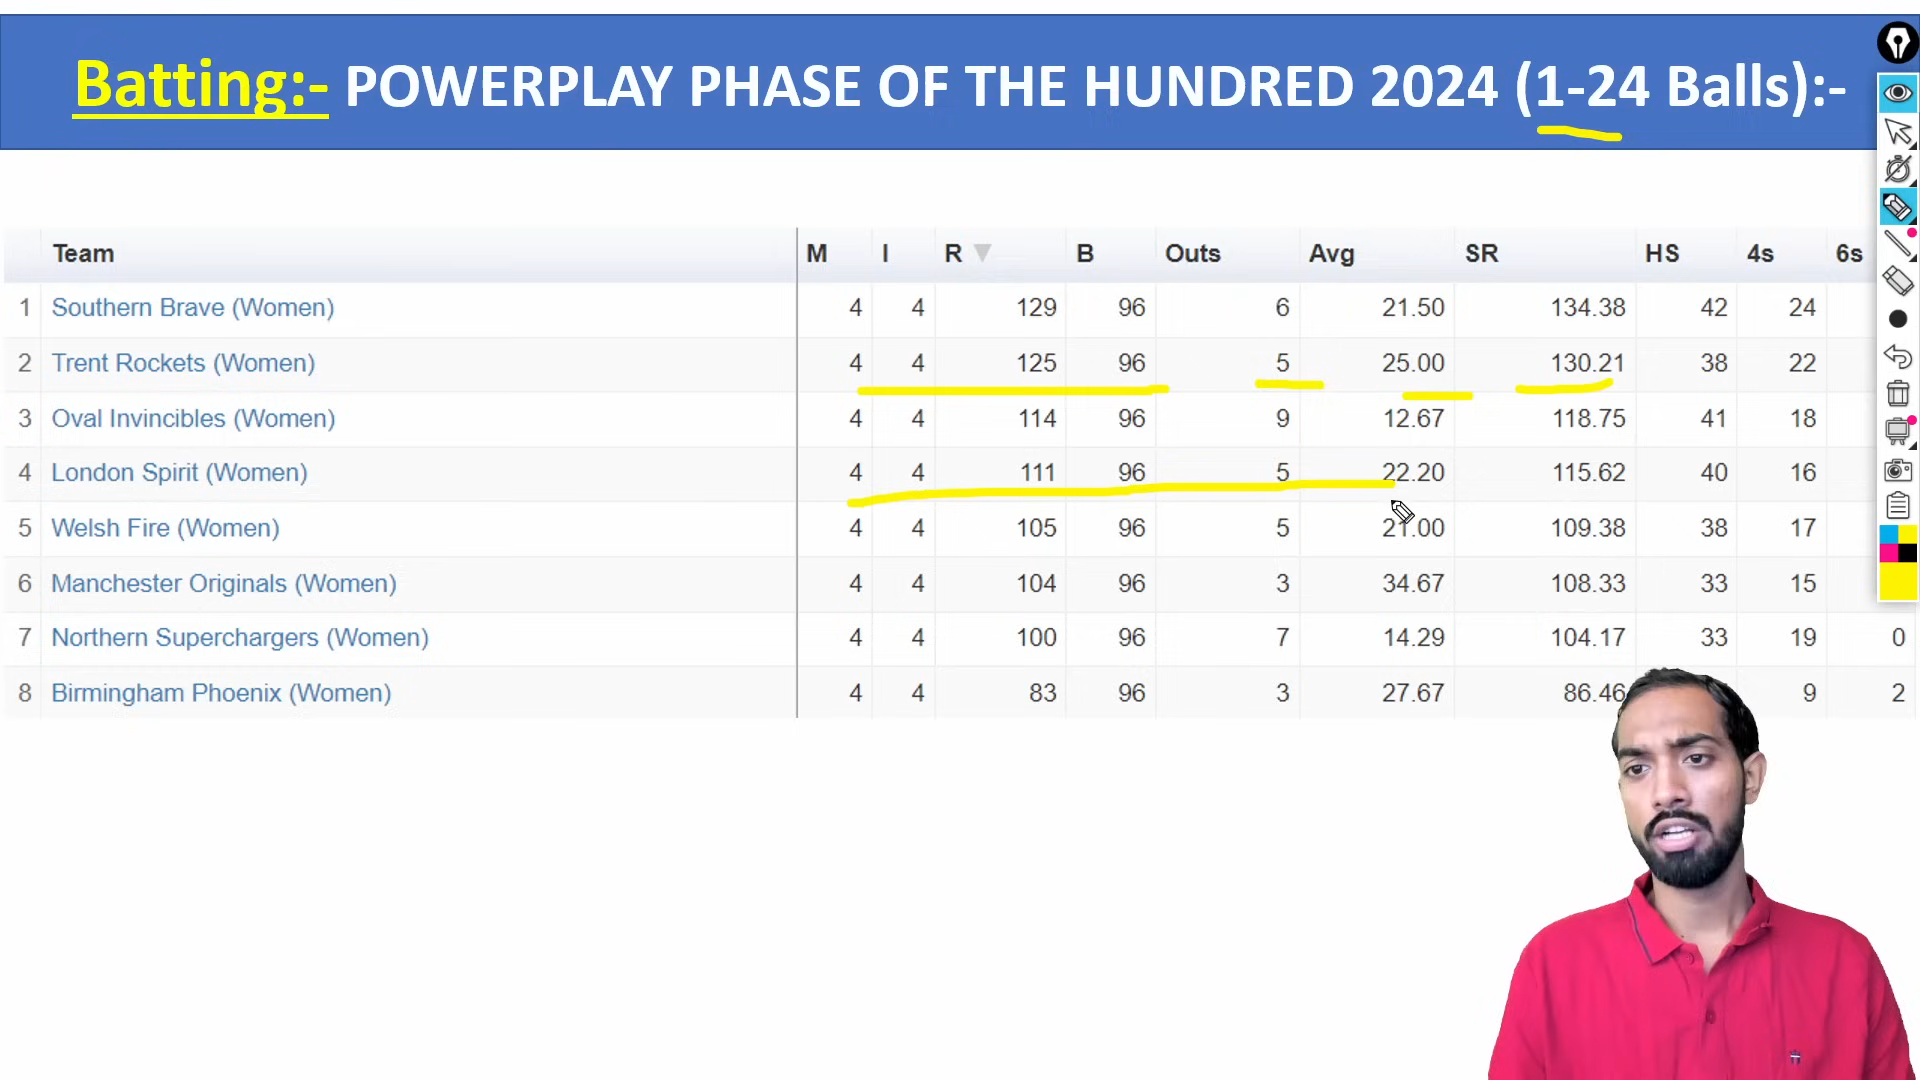 Batting:- POWERPLAY PHASE OF THE HUNDRED 2024 (1-24 Balls):-
Team M I R B Outs Avg SR HS 4s 6s
1 Southern Brave (Women) 4 4 129 96 6 21.50 134.38 42 24
2 Trent Rockets (Women) 4 4 125 96 5 25.00 130.21 38 22
3 Oval Invincibles (Women) 4 4 114 96 9 12.67 118.75 41 18
4 London Spirit (Women) 4 4 111 96 5 22.20 115.62 40 16
5 Welsh Fire (Women) 4 4 105 96 5 21.00 109.38 38 17
6 Manchester Originals (Women) 4 4 104 96 3 34.67 108.33 33 15
7 Northern Superchargers (Women) 4 4 100 96 7 14.29 104.17 33 19 0
8 Birmingham Phoenix (Women) 4 4 83 96 3 27.67 86.46 9 2